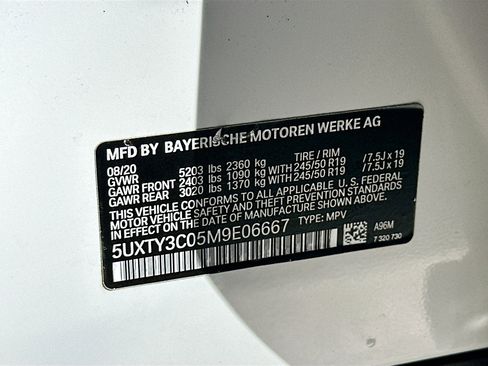 MFD BY BAYERISCHE MOTOREN WERKE AG
08/20 TIRE / RIM
GVWR 5203 lbs 2360 kg
GAWR FRONT 2403 lbs 1090 kg WITH 245/50 R19 /7.5J x 19
GAWR REAR 3020 lbs 1370 kg WITH 245/50 R19 /7.5J x 19
THIS VEHICLE CONFORMS TO ALL APPLICABLE U. S. FEDERAL
MOTOR VEHICLE SAFETY, BUMPER, AND THEFT PREVENTION STANDARDS
IN EFFECT ON THE DATE OF MANUFACTURE SHOWN ABOVE.
5UXTY3C05M9E06667 TYPE: MPV
A96M
7 320 730